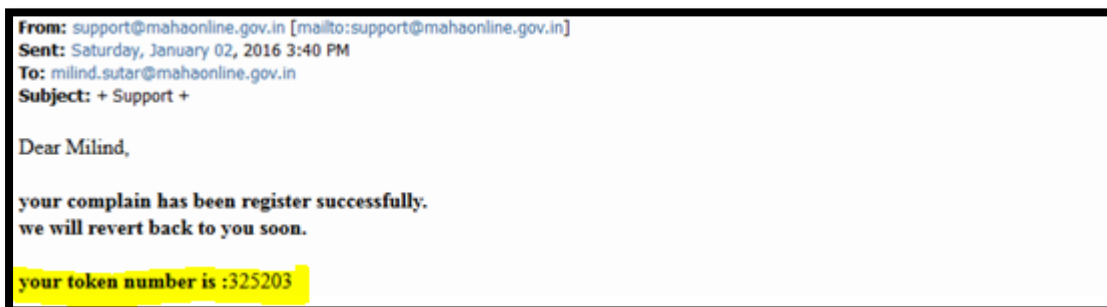 From: support@mahaonline.gov.in [mailto:support@mahaonline.gov.in]
Sent: Saturday, January 02, 2016 3:40 PM
To: milind.sutar@mahaonline.gov.in
Subject: + Support +
Dear Milind,
your complain has been register successfully.
we will revert back to you soon.
your token number is :325203